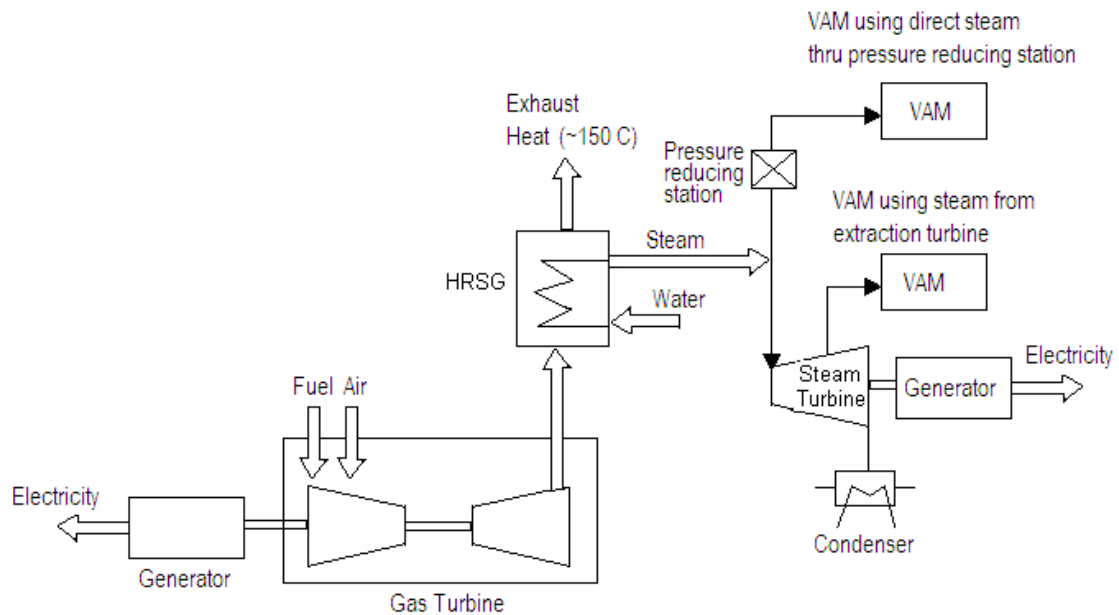 VAM using direct steam
thru pressure reducing station
VAM
Exhaust
Heat (~150 C)
Pressure
reducing
station
VAM using steam from
extraction turbine
Steam
HRSG
VAM
Water
Electricity
Steam
Turbine
Generator
Fuel Air
Electricity
Condenser
Generator
Gas Turbine